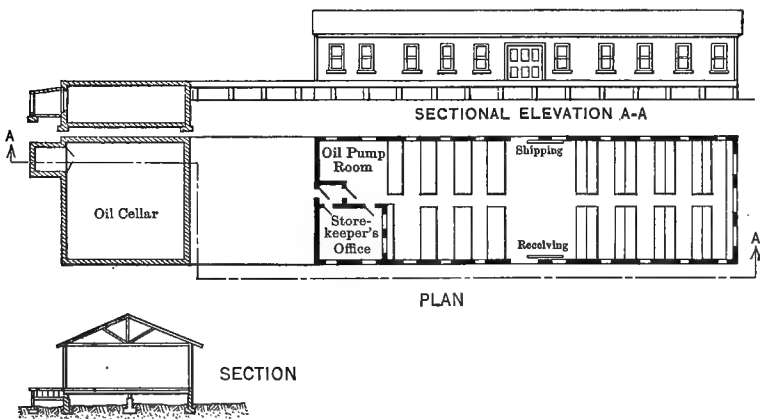 SECTIONAL ELEVATION A-A
A
Oil Pump
Room
Shipping
Oil Cellar
Store-
keeper's
Office
Receiving
A
PLAN
SECTION